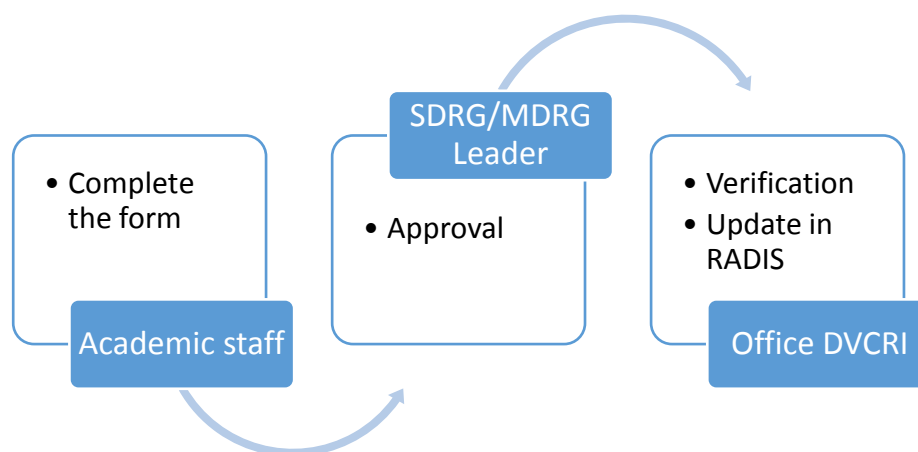 • Complete
the form
Academic staff
SDRG/MDRG
Leader
• Approval
• Verification
• Update in
RADIS
Office DVCRI